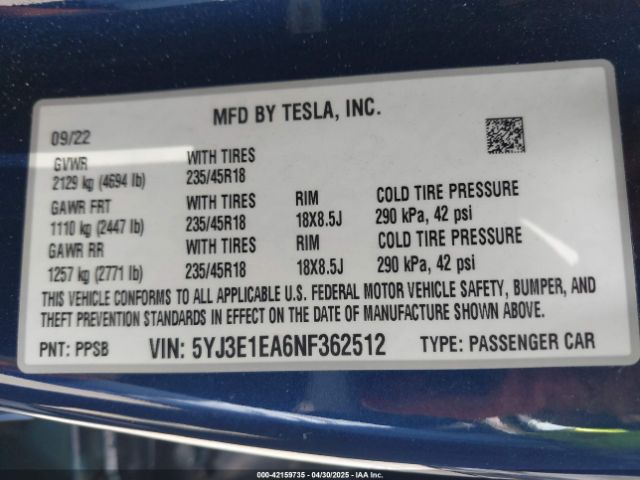 MFD BY TESLA, INC.
09/22
GVWR WITH TIRES
2129 kg (4694 lb) 235/45R18
GAWR FRT WITH TIRES RIM COLD TIRE PRESSURE
1110 kg (2447 lb) 235/45R18 18X8.5J 290 kPa, 42 psi
GAWR RR WITH TIRES RIM COLD TIRE PRESSURE
1257 kg (2771 lb) 235/45R18 18X8.5J 290 kPa, 42 psi
THIS VEHICLE CONFORMS TO ALL APPLICABLE U.S. FEDERAL MOTOR VEHICLE SAFETY, BUMPER, AND
THEFT PREVENTION STANDARDS IN EFFECT ON THE DATE OF MANUFACTURE SHOWN ABOVE.
PNT: PPSB VIN: 5YJ3E1EA6NF362512 TYPE: PASSENGER CAR
000-42159735 - 04/30/2025 - IAA Inc.